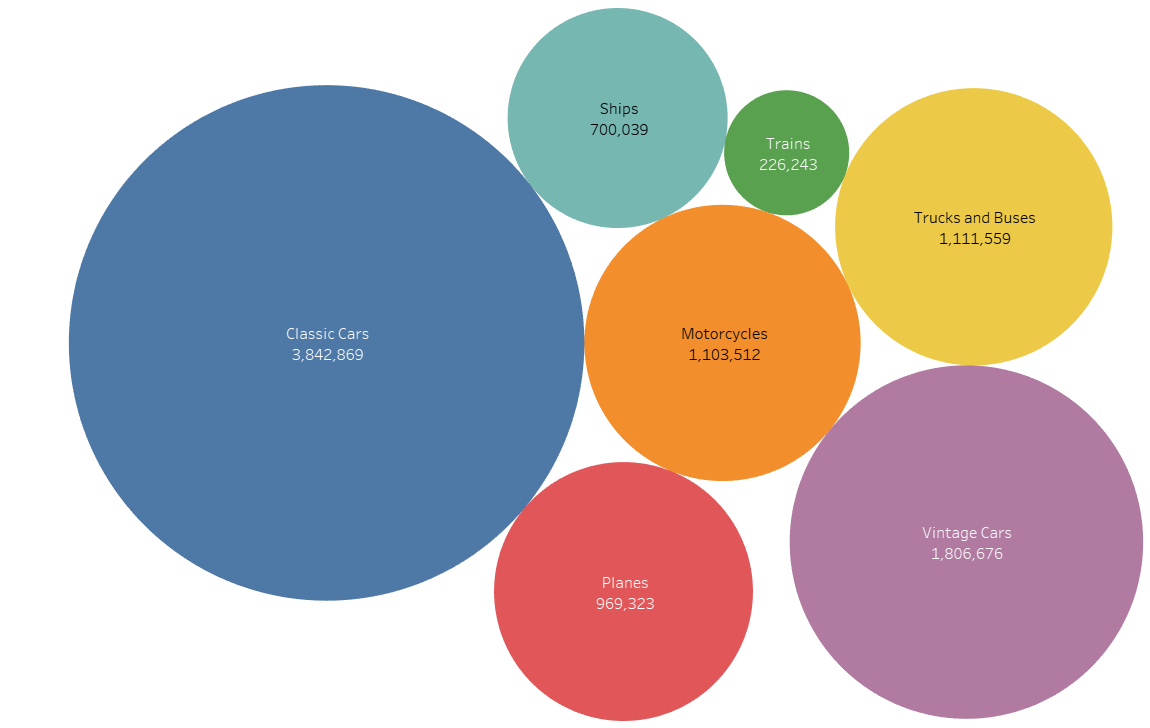 Ships
700,039
Trains
226,243
Trucks and Buses
1,111,559
Classic Cars
3,842,869
Motorcycles
1,103,512
Vintage Cars
1,806,676
Planes
969,323